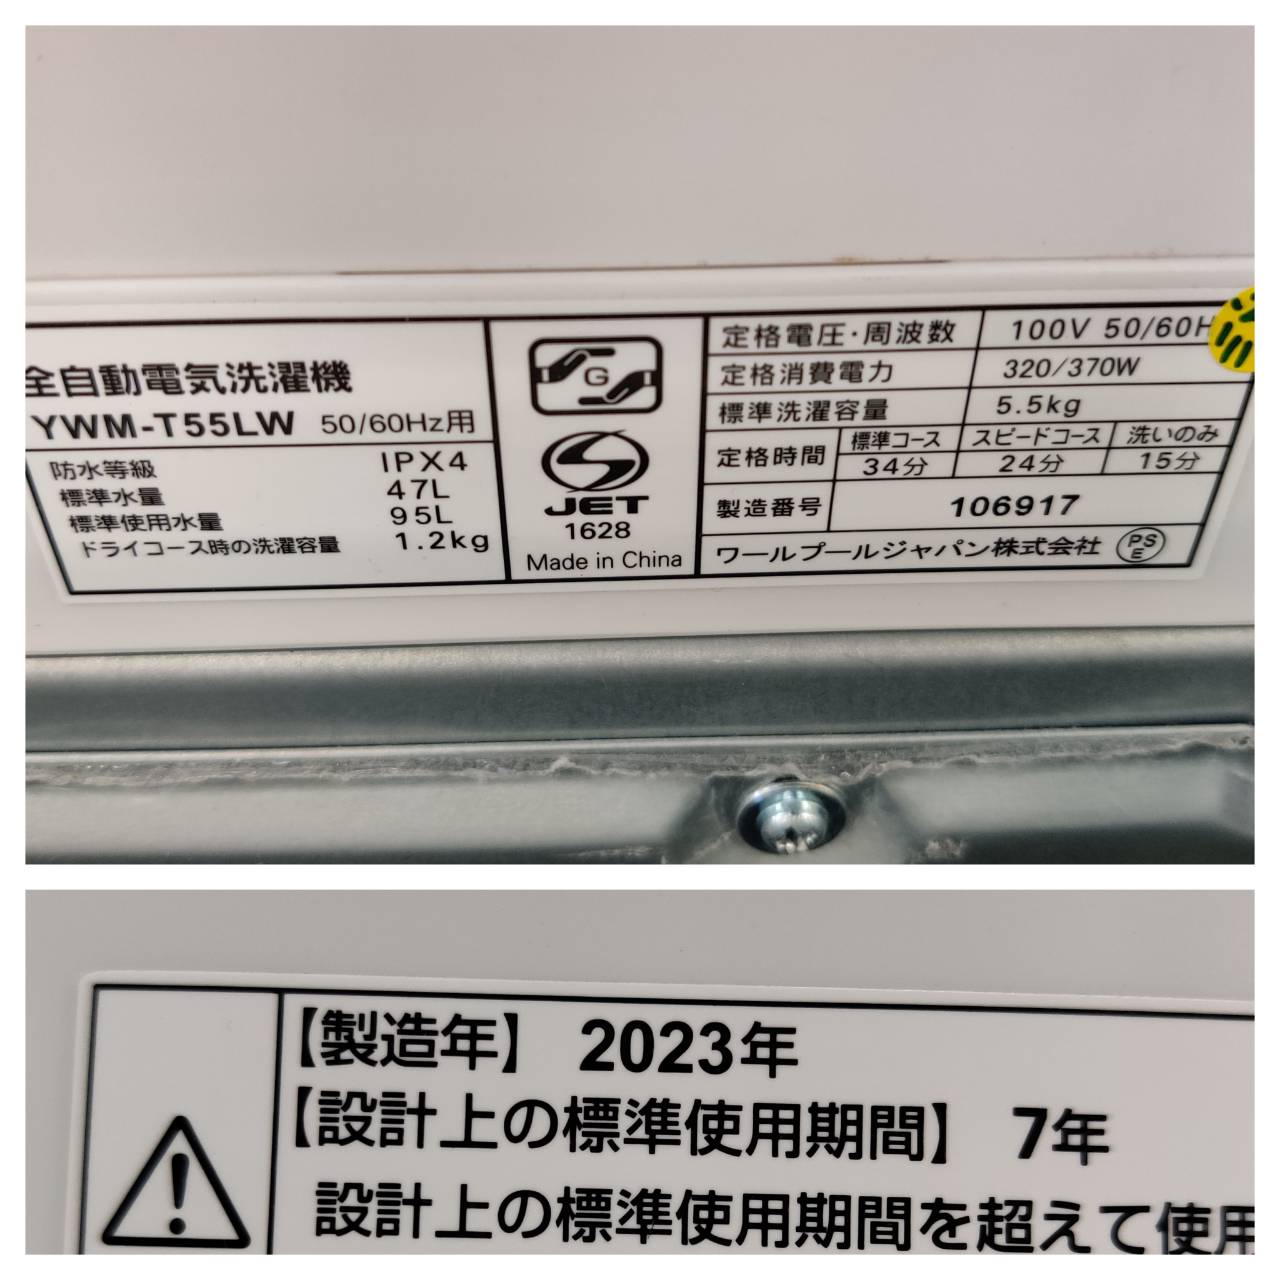 全自動電気洗濯機
YWM-T55LW 50/60Hz用
防水等級 IPX4
標準水量 47L
標準使用水量 95L
ドライコース時の洗濯容量 1.2kg
G
JET
1628
Made in China
定格電圧・周波数 100V 50/60H
定格消費電力 320/370W
標準洗濯容量 5.5kg
定格時間 標準コース スピードコース 洗いのみ
34分 24分 15分
製造番号 106917
ワールプールジャパン株式会社 PSE
【製造年】 2023年
【設計上の標準使用期間】 7年
設計上の標準使用期間を超えて使用